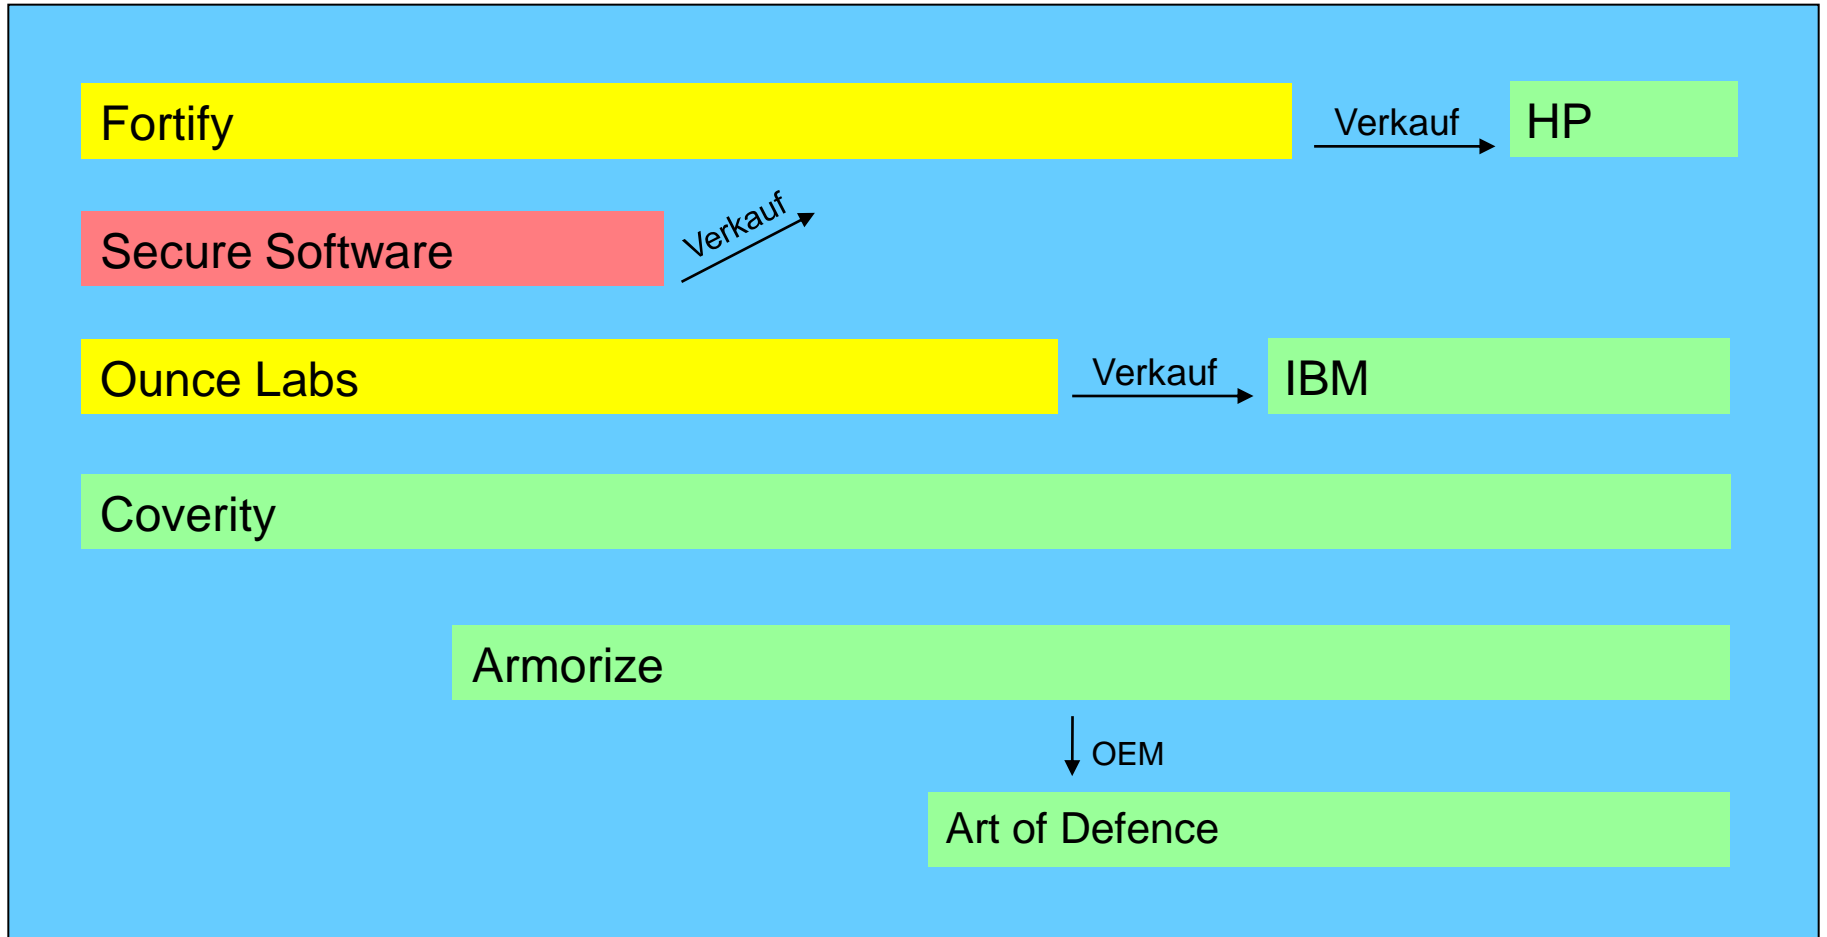 Fortify
Verkauf
HP
Secure Software
Verkauf
Ounce Labs
Verkauf
IBM
Coverity
Armorize
OEM
Art of Defence